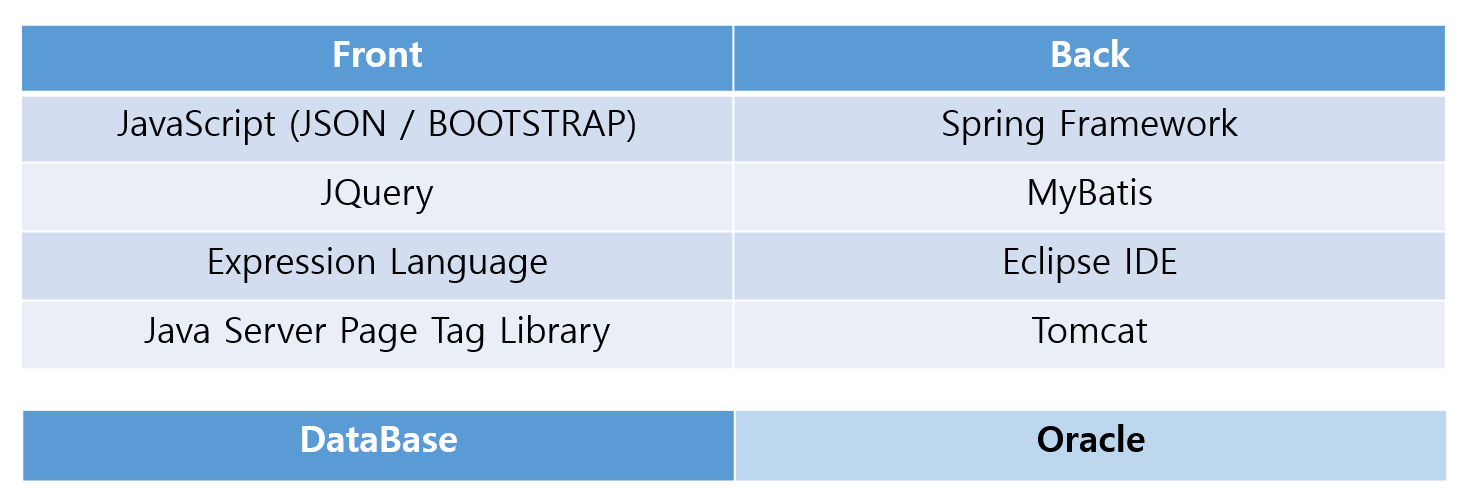 Front Back
JavaScript (JSON / BOOTSTRAP) Spring Framework
JQuery MyBatis
Expression Language Eclipse IDE
Java Server Page Tag Library Tomcat
DataBase Oracle